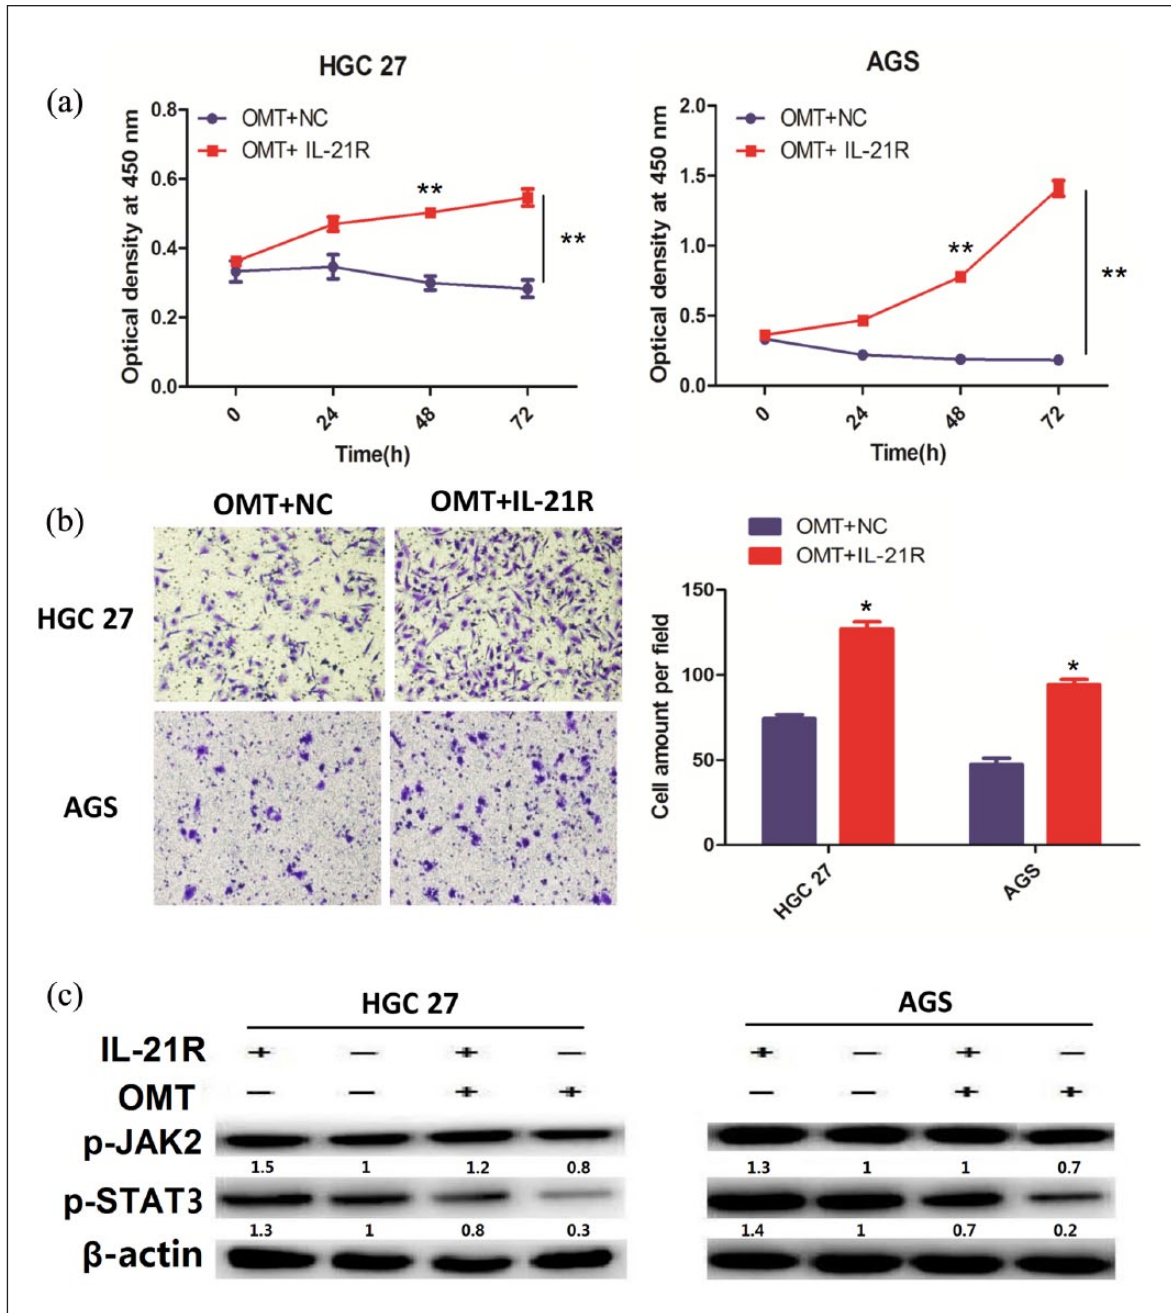 HGC 27
AGS
(a)
OMT+NC
OMT+ IL-21R
Optical density at 450 nm
0.8
0.6
0.4
0.2
0.0
**
**
0
24
48
72
Time(h)
OMT+NC
OMT+ IL-21R
Optical density at 450 nm
2.0
1.5
1.0
0.5
0.0
**
**
0
24
48
72
Time(h)
(b)
OMT+NC
OMT+IL-21R
HGC 27
AGS
OMT+NC
OMT+IL-21R
Cell amount per field
150
100
50
0
*
*
HGC 27
AGS
(c)
HGC 27
AGS
IL-21R + − + − + − + −
OMT − − + + − − + +
p-JAK2
1.5 1 1.2 0.8 1.3 1 1 0.7
p-STAT3
1.3 1 0.8 0.3 1.4 1 0.7 0.2
β-actin